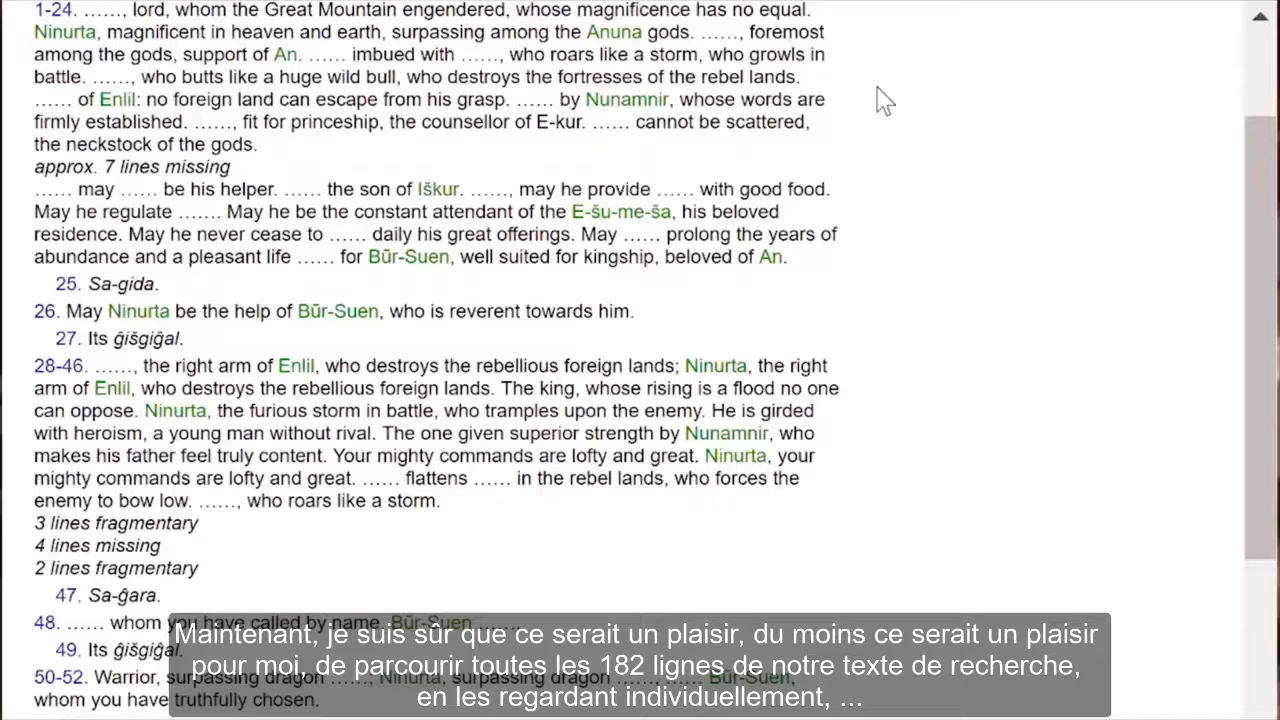 1-24. ......, lord, whom the Great Mountain engendered, whose magnificence has no equal.
Ninurta, magnificent in heaven and earth, surpassing among the Anuna gods. ......, foremost
among the gods, support of An. ...... imbued with ......, who roars like a storm, who growls in
battle. ......, who butts like a huge wild bull, who destroys the fortresses of the rebel lands.
...... of Enlil: no foreign land can escape from his grasp. ...... by Nunamnir, whose words are
firmly established. ......, fit for princeship, the counsellor of E-kur. ...... cannot be scattered,
the neckstock of the gods.
approx. 7 lines missing
...... may ...... be his helper. ...... the son of Iškur. ......, may he provide ...... with good food.
May he regulate ....... May he be the constant attendant of the E-šu-me-ša, his beloved
residence. May he never cease to ...... daily his great offerings. May ...... prolong the years of
abundance and a pleasant life ...... for Būr-Suen, well suited for kingship, beloved of An.
25. Sa-gida.
26. May Ninurta be the help of Būr-Suen, who is reverent towards him.
27. Its ĝišgiĝal.
28-46. ......, the right arm of Enlil, who destroys the rebellious foreign lands; Ninurta, the right
arm of Enlil, who destroys the rebellious foreign lands. The king, whose rising is a flood no one
can oppose. Ninurta, the furious storm in battle, who tramples upon the enemy. He is girded
with heroism, a young man without rival. The one given superior strength by Nunamnir, who
makes his father feel truly content. Your mighty commands are lofty and great. Ninurta, your
mighty commands are lofty and great. ...... flattens ...... in the rebel lands, who forces the
enemy to bow low. ......, who roars like a storm.
3 lines fragmentary
4 lines missing
2 lines fragmentary
47. Sa-ĝara.
48. ...... whom you have called by name, Būr-Suen .......
49. Its ĝišgiĝal.
50-52. Warrior, surpassing dragon ......, Ninurta, surpassing dragon ......, ...... Būr-Suen,
whom you have truthfully chosen.
Maintenant, je suis sûr que ce serait un plaisir, du moins ce serait un plaisir
pour moi, de parcourir toutes les 182 lignes de notre texte de recherche,
en les regardant individuellement, ...